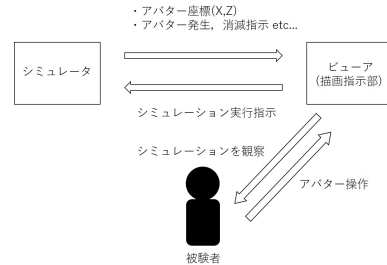 ・アバター座標(X,Z)
・アバター発生，消滅指示 etc...
シミュレータ
ビューア
(描画指示部)
シミュレーション実行指示
シミュレーションを観察
アバター操作
被験者